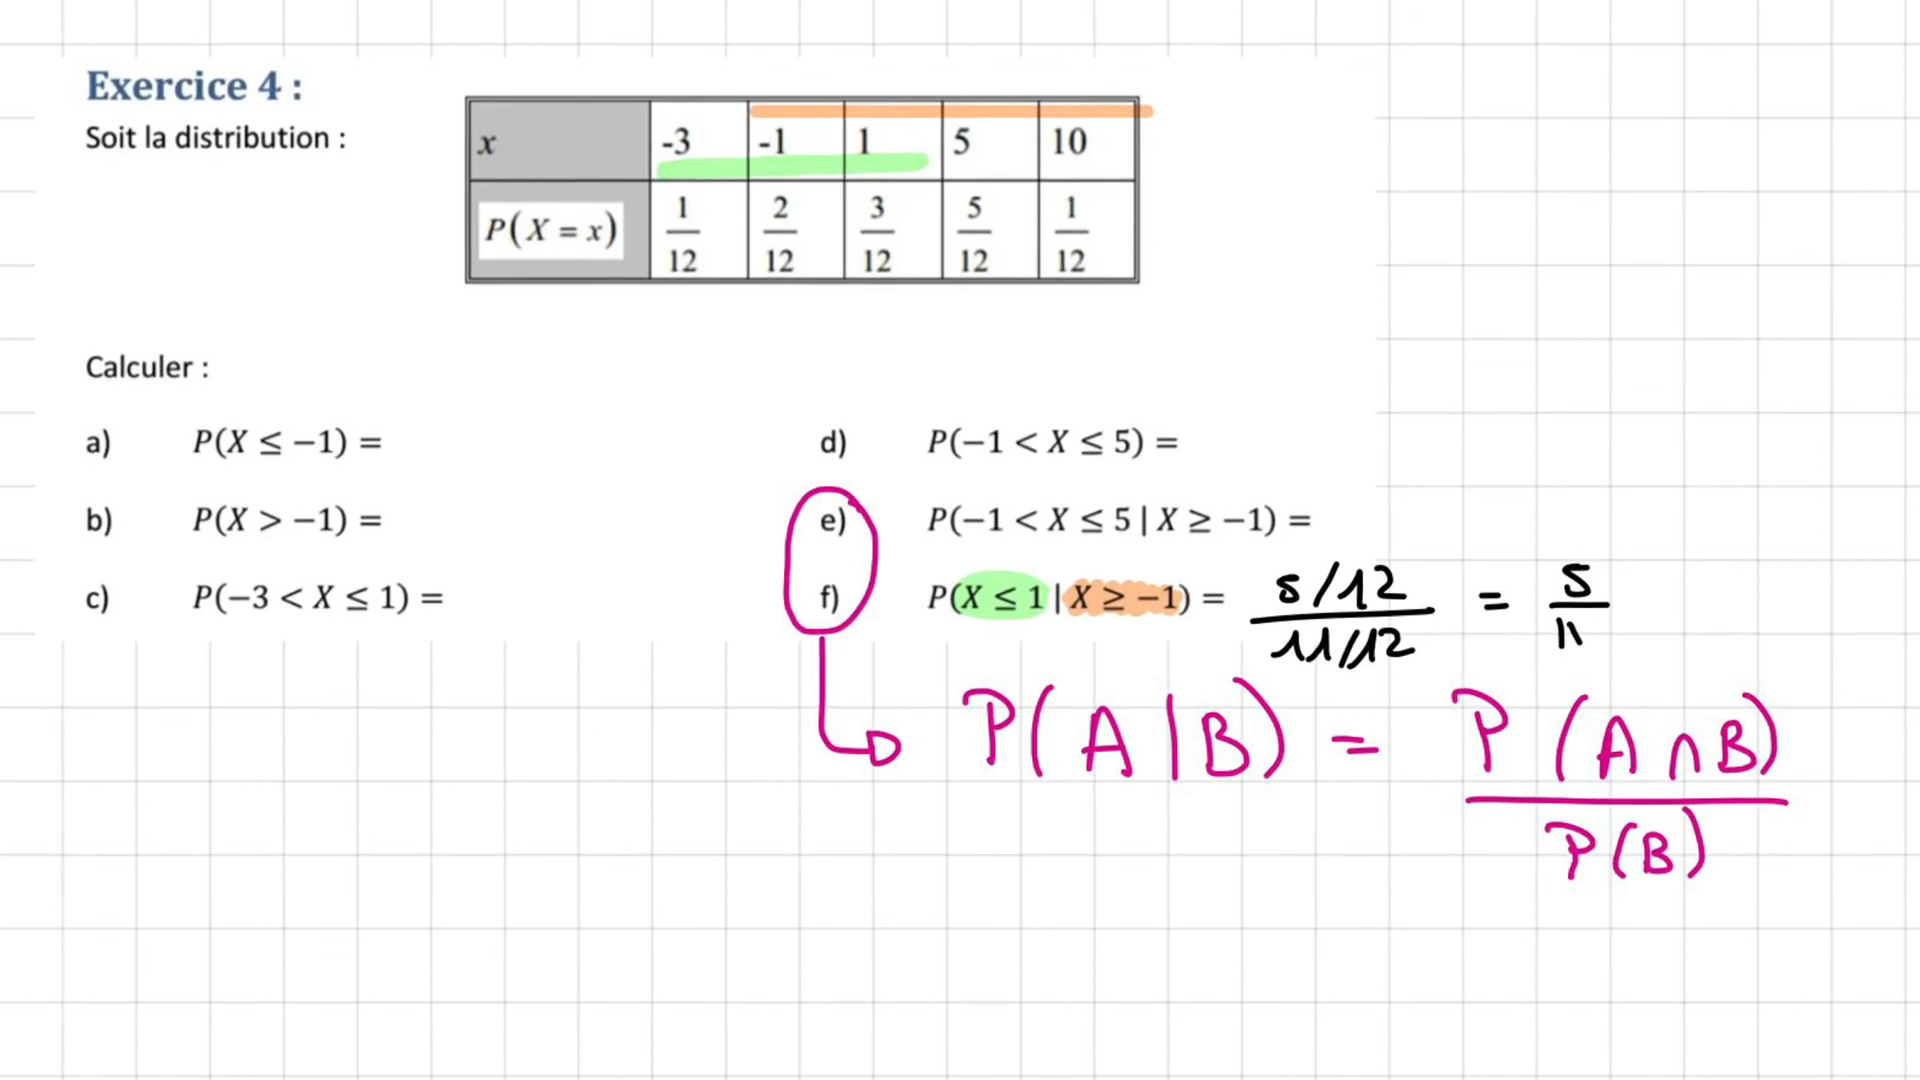 Exercice 4 :
Soit la distribution :
x -3 -1 1 5 10
P(X = x) 1/12 2/12 3/12 5/12 1/12
Calculer :
a) P(X ≤ −1) =
b) P(X > −1) =
c) P(−3 < X ≤ 1) =
d) P(−1 < X ≤ 5) =
e) P(−1 < X ≤ 5 | X ≥ −1) =
f) P(X ≤ 1 | X ≥ −1) = (5/12)/(11/12) = 5/11
P(A|B) = P(A∩B)/P(B)